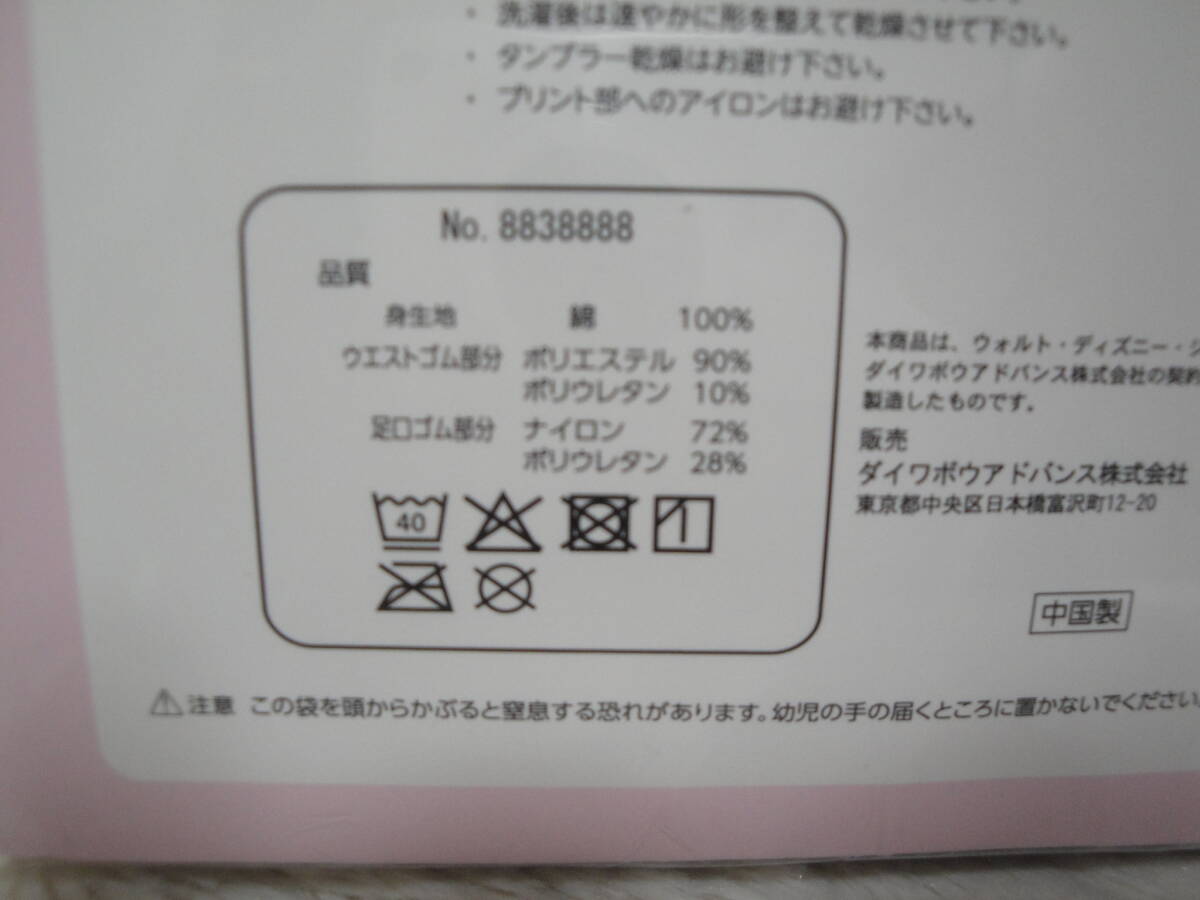 ・洗濯後は速やかに形を整えて乾燥させて下さい。
・タンブラー乾燥はお避け下さい。
・プリント部へのアイロンはお避け下さい。
No. 8838888
品質
身生地 綿 100%
ウエストゴム部分 ポリエステル 90%
ポリウレタン 10%
足口ゴム部分 ナイロン 72%
ポリウレタン 28%
40
本商品は、ウォルト・ディズニー・ジ
ダイワボウアドバンス株式会社の契約
製造したものです。
販売
ダイワボウアドバンス株式会社
東京都中央区日本橋富沢町12-20
中国製
⚠注意 この袋を頭からかぶると窒息する恐れがあります。幼児の手の届くところに置かないでください。